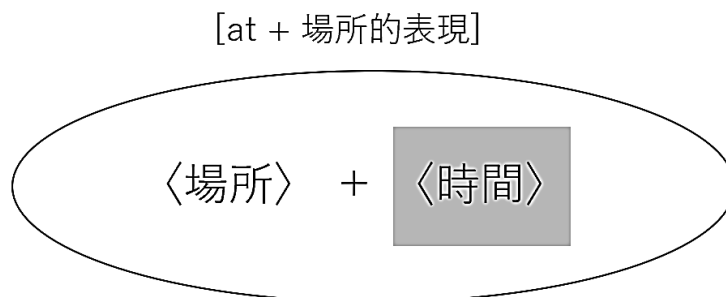 [at + 場所的表現]
〈場所〉 + 〈時間〉